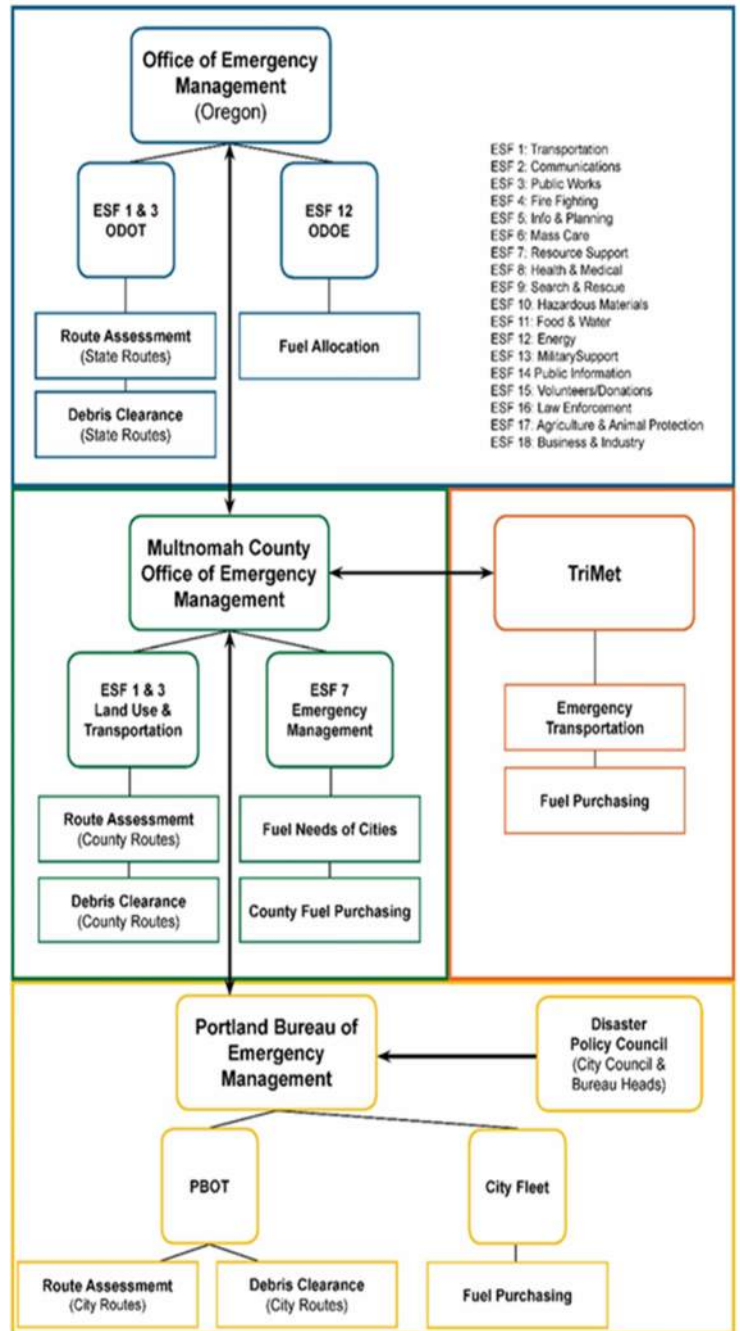 Office of Emergency
Management
(Oregon)
ESF 1 & 3
ODOT
ESF 12
ODOE
Route Assessmemt
(State Routes)
Fuel Allocation
Debris Clearance
(State Routes)
ESF 1: Transportation
ESF 2: Communications
ESF 3: Public Works
ESF 4: Fire Fighting
ESF 5: Info & Planning
ESF 6: Mass Care
ESF 7: Resource Support
ESF 8: Health & Medical
ESF 9: Search & Rescue
ESF 10: Hazardous Materials
ESF 11: Food & Water
ESF 12: Energy
ESF 13: MilitarySupport
ESF 14 Public Information
ESF 15: Volunteers/Donations
ESF 16: Law Enforcement
ESF 17: Agriculture & Animal Protection
ESF 18: Business & Industry
Multnomah County
Office of Emergency
Management
ESF 1 & 3
Land Use &
Transportation
ESF 7
Emergency
Management
Route Assessmemt
(County Routes)
Fuel Needs of Cities
Debris Clearance
(County Routes)
County Fuel Purchasing
TriMet
Emergency
Transportation
Fuel Purchasing
Portland Bureau of
Emergency
Management
Disaster
Policy Council
(City Council &
Bureau Heads)
PBOT
City Fleet
Route Assessmemt
(City Routes)
Debris Clearance
(City Routes)
Fuel Purchasing